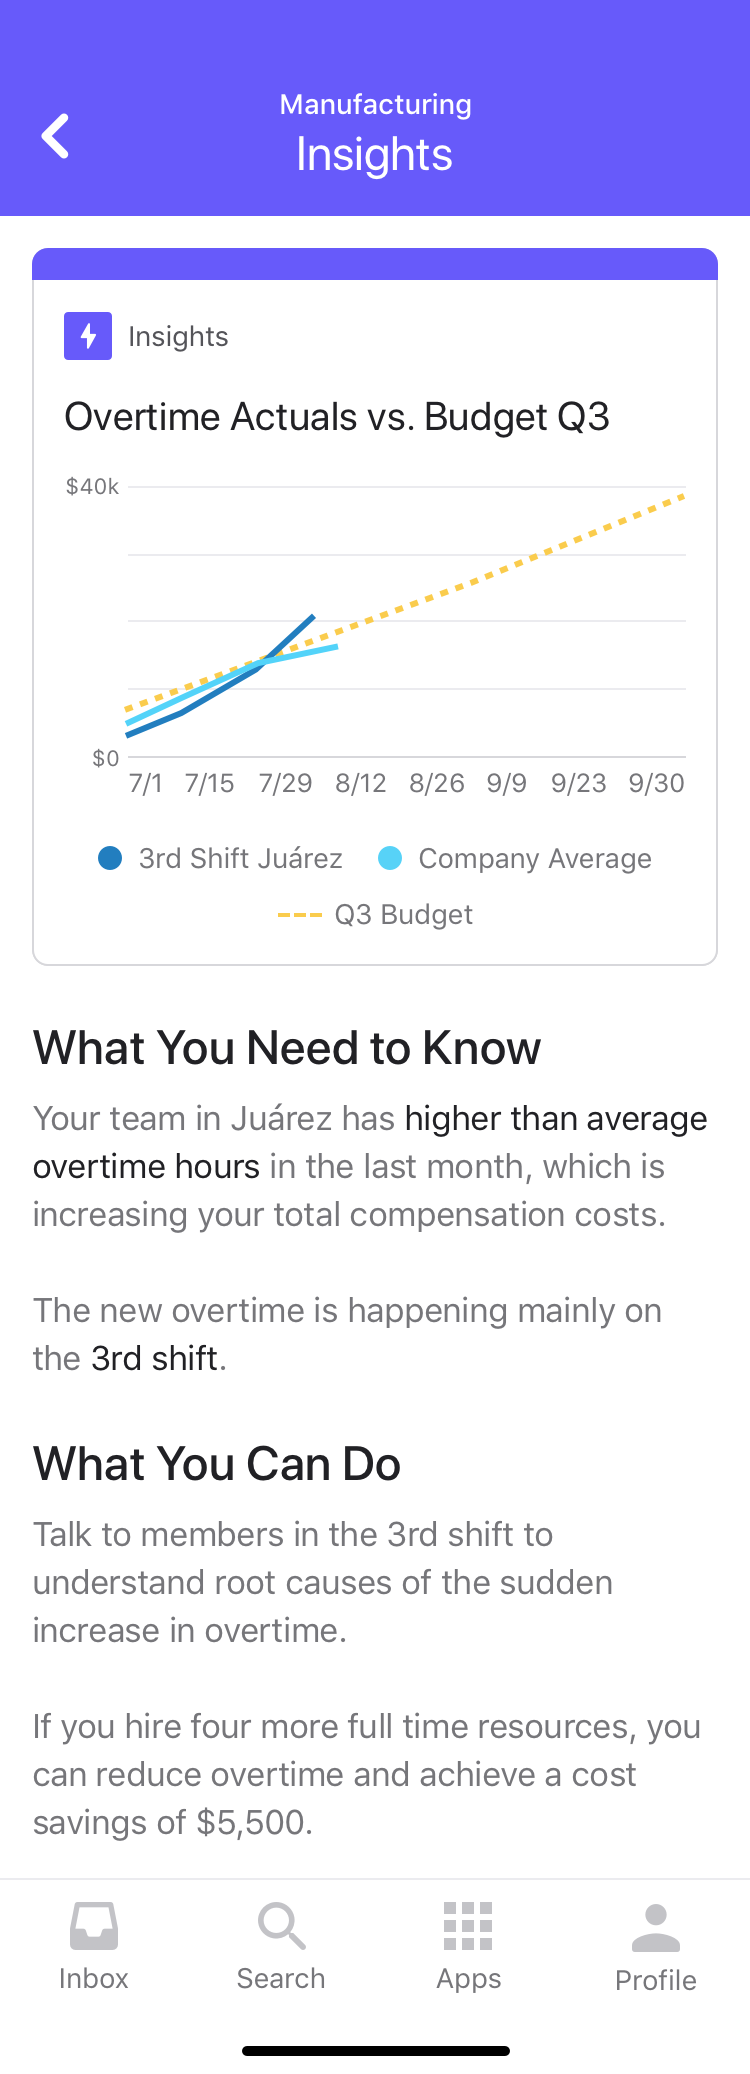 Manufacturing
Insights
Insights
Overtime Actuals vs. Budget Q3
$40k
$0
7/1 7/15 7/29 8/12 8/26 9/9 9/23 9/30
3rd Shift Juárez Company Average
Q3 Budget
What You Need to Know
Your team in Juárez has higher than average
overtime hours in the last month, which is
increasing your total compensation costs.
The new overtime is happening mainly on
the 3rd shift.
What You Can Do
Talk to members in the 3rd shift to
understand root causes of the sudden
increase in overtime.
If you hire four more full time resources, you
can reduce overtime and achieve a cost
savings of $5,500.
Inbox Search Apps Profile